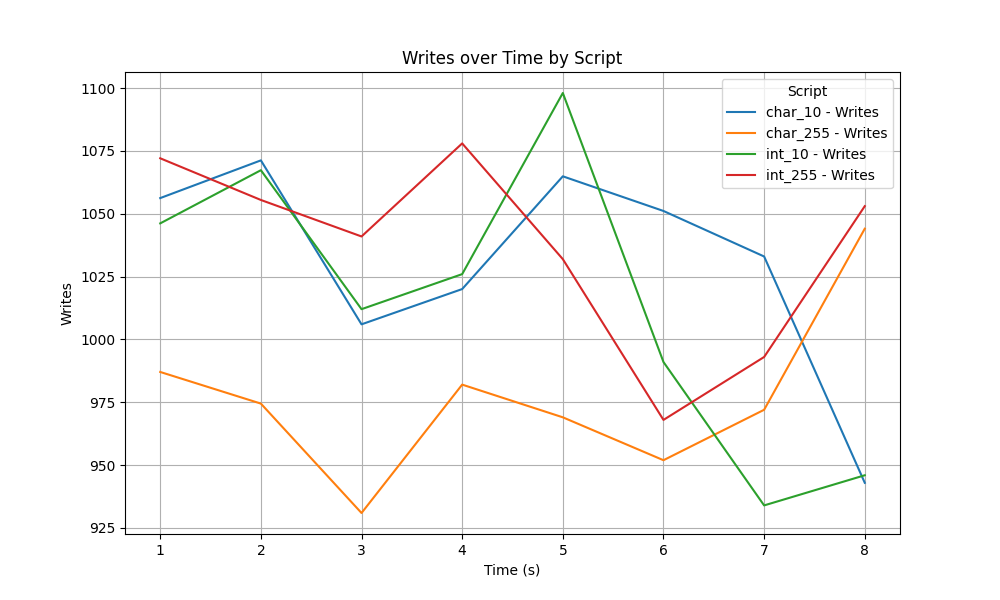 Writes over Time by Script
Script
char_10 - Writes
char_255 - Writes
int_10 - Writes
int_255 - Writes
1100
1075
1050
1025
1000
975
950
925
Writes
1 2 3 4 5 6 7 8
Time (s)